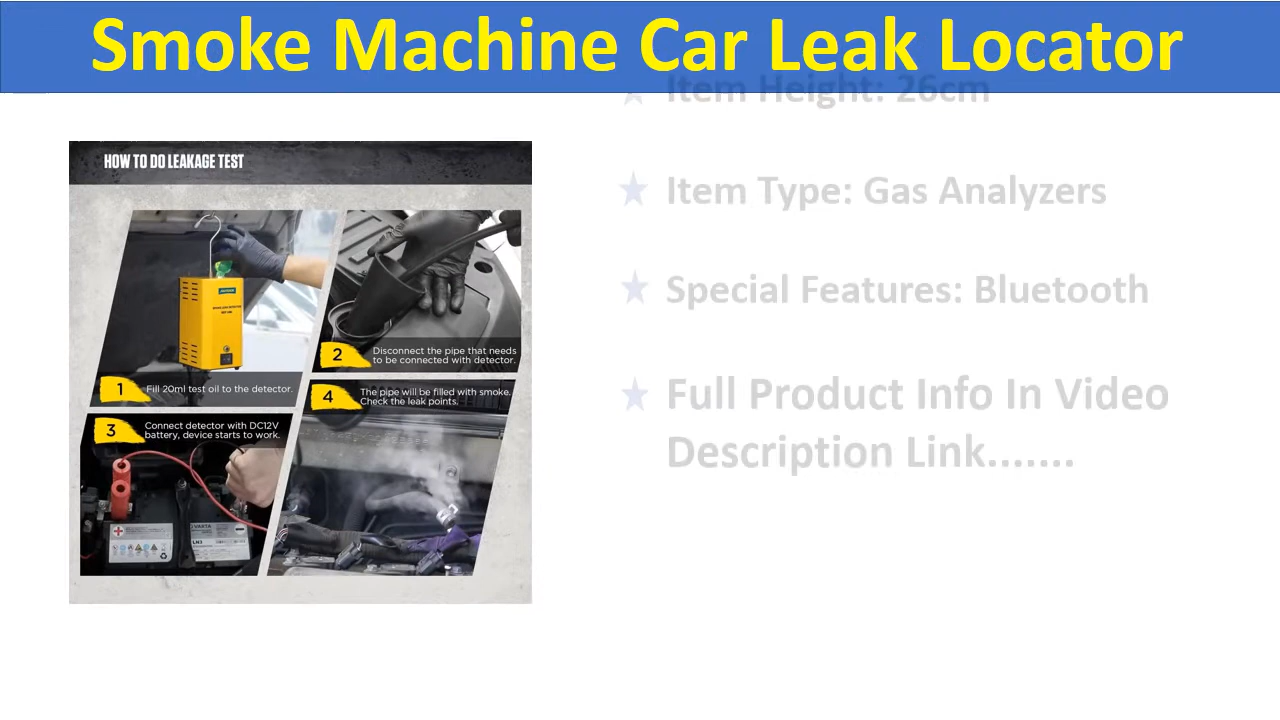 Smoke Machine Car Leak Locator
Item Height: 26cm
HOW TO DO LEAKAGE TEST
Item Type: Gas Analyzers
Special Features: Bluetooth
Full Product Info In Video
Description Link.......
1
Fill 20ml test oil to the detector.
2
Disconnect the pipe that needs
to be connected with detector.
3
Connect detector with DC12V
battery, device starts to work.
4
The pipe will be filled with smoke.
Check the leak points.
VARTA
LN3